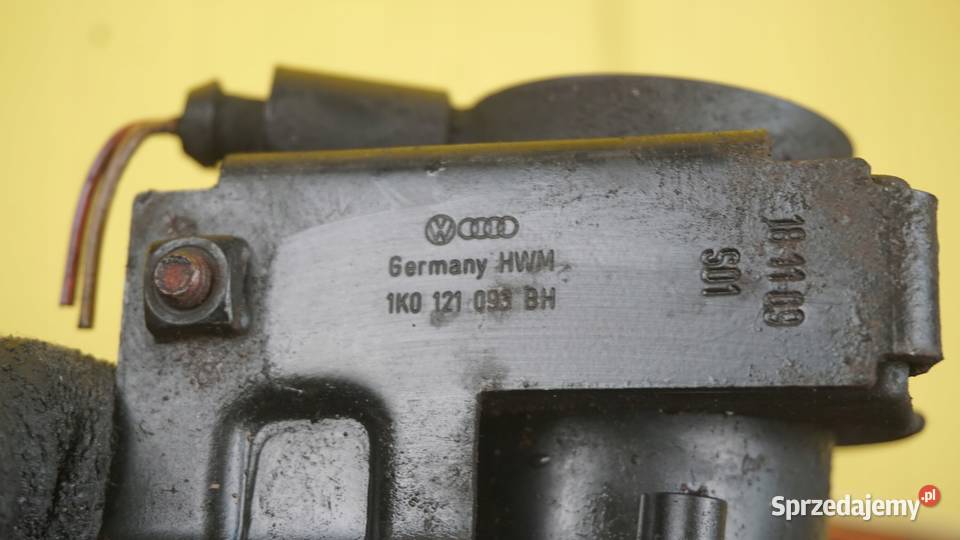 Germany HWM
1K0 121 093 BH
18-11-09
S01
Sprzedajemy.pl